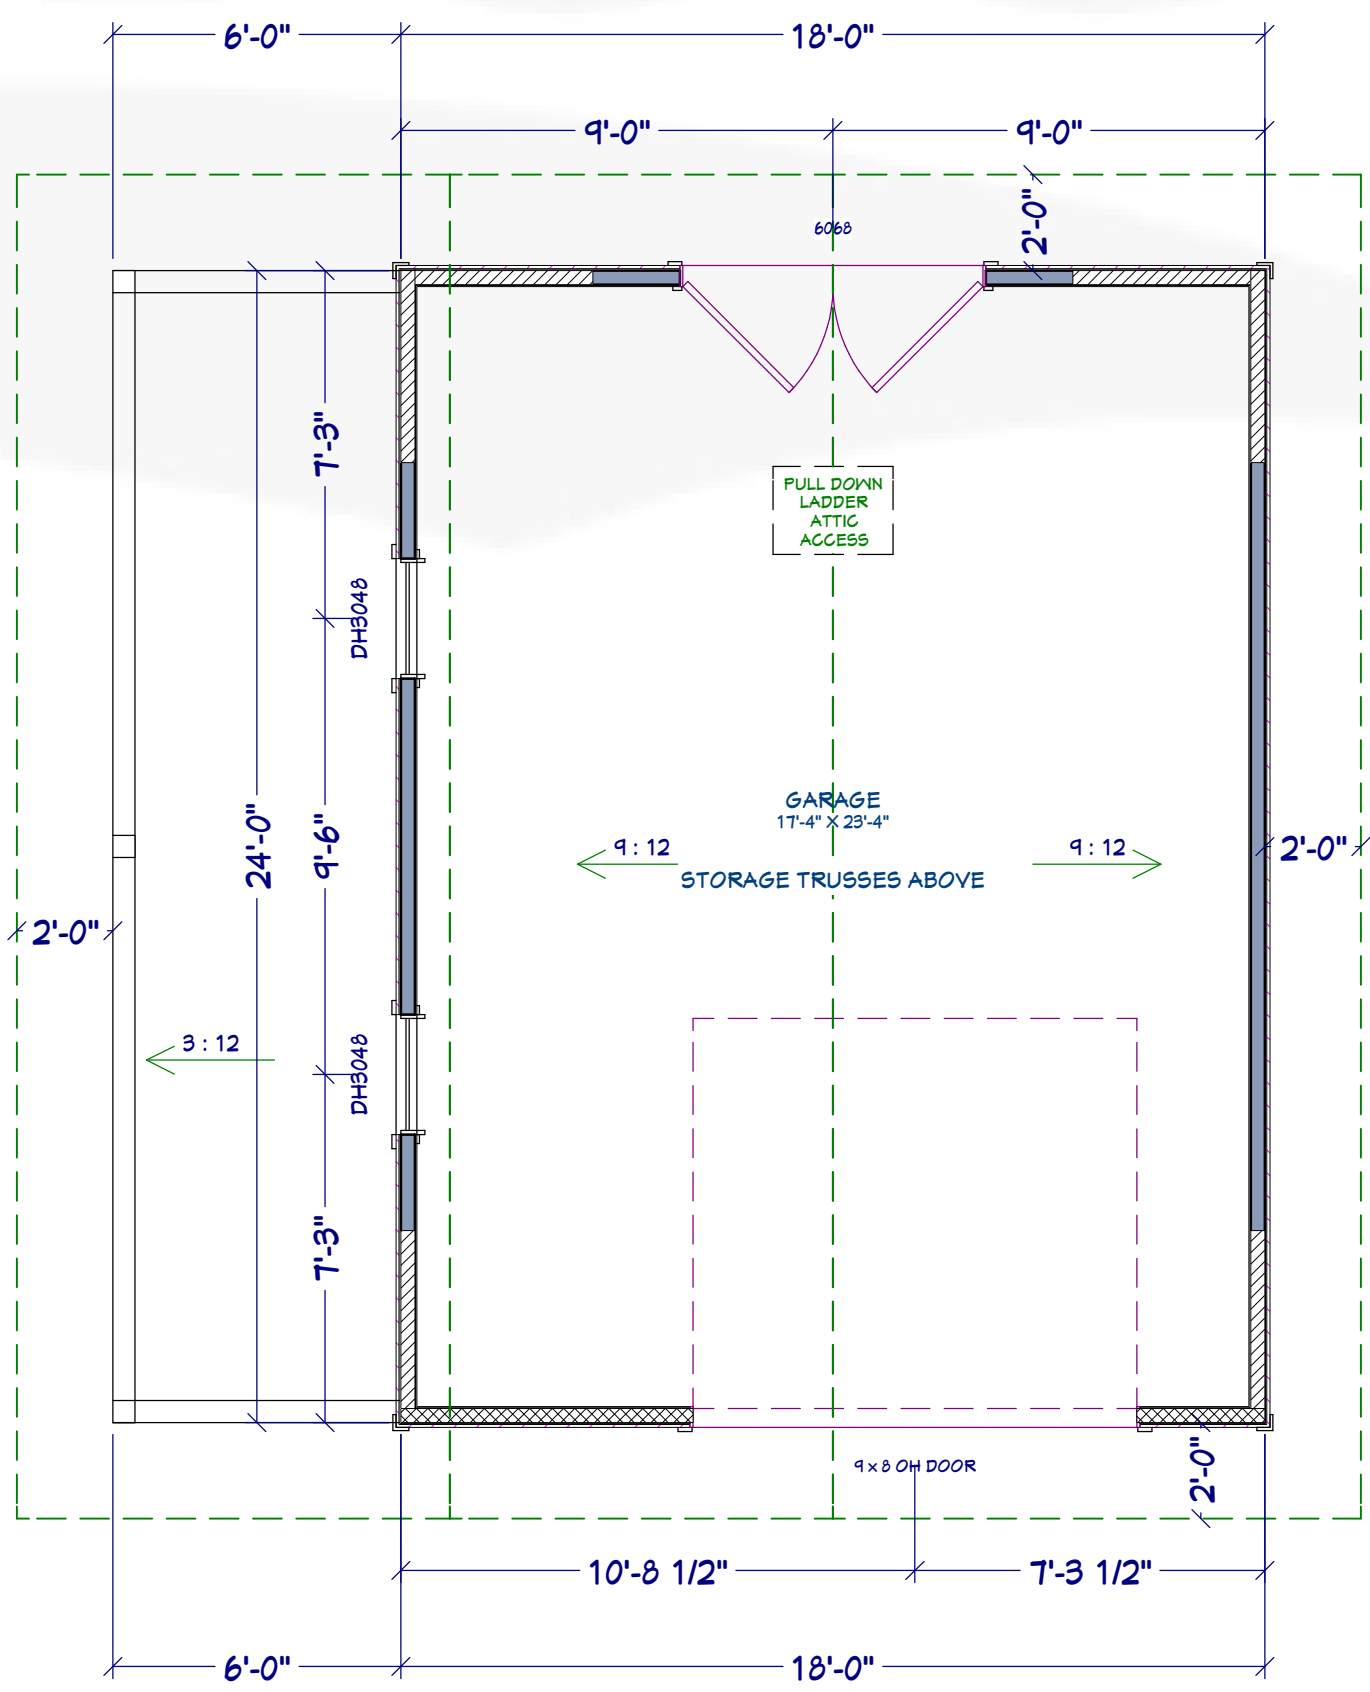 6'-0"
18'-0"
9'-0"
9'-0"
2'-0"
6068
7'-3"
PULL DOWN
LADDER
ATTIC
ACCESS
DH3048
GARAGE
17'-4" X 23'-4"
9 : 12
9 : 12
STORAGE TRUSSES ABOVE
24'-0"
9'-6"
2'-0"
2'-0"
3 : 12
DH3048
7'-3"
9 x 8 OH DOOR
2'-0"
10'-8 1/2"
7'-3 1/2"
6'-0"
18'-0"